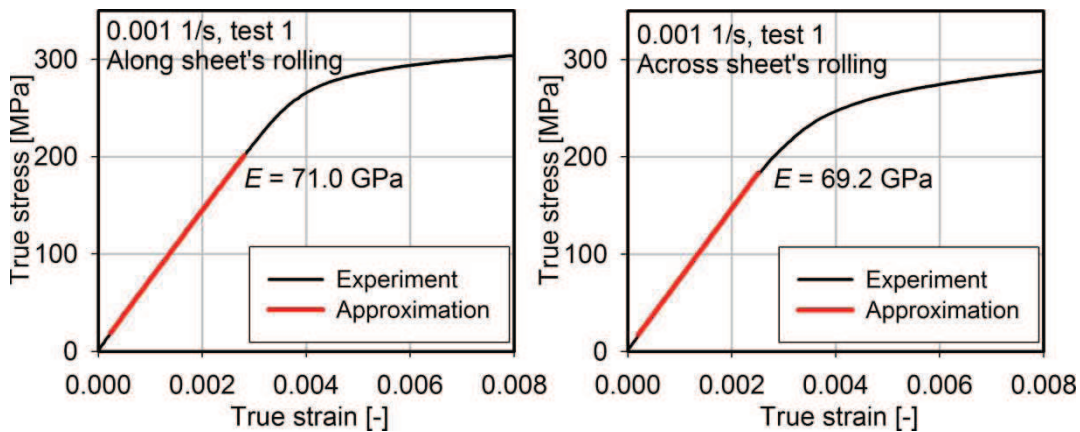 0.001 1/s, test 1
Along sheet's rolling
True stress [MPa]
300
200
100
0
E = 71.0 GPa
Experiment
Approximation
0.000 0.002 0.004 0.006 0.008
True strain [-]
0.001 1/s, test 1
Across sheet's rolling
True stress [MPa]
300
200
100
0
E = 69.2 GPa
Experiment
Approximation
0.000 0.002 0.004 0.006 0.008
True strain [-]